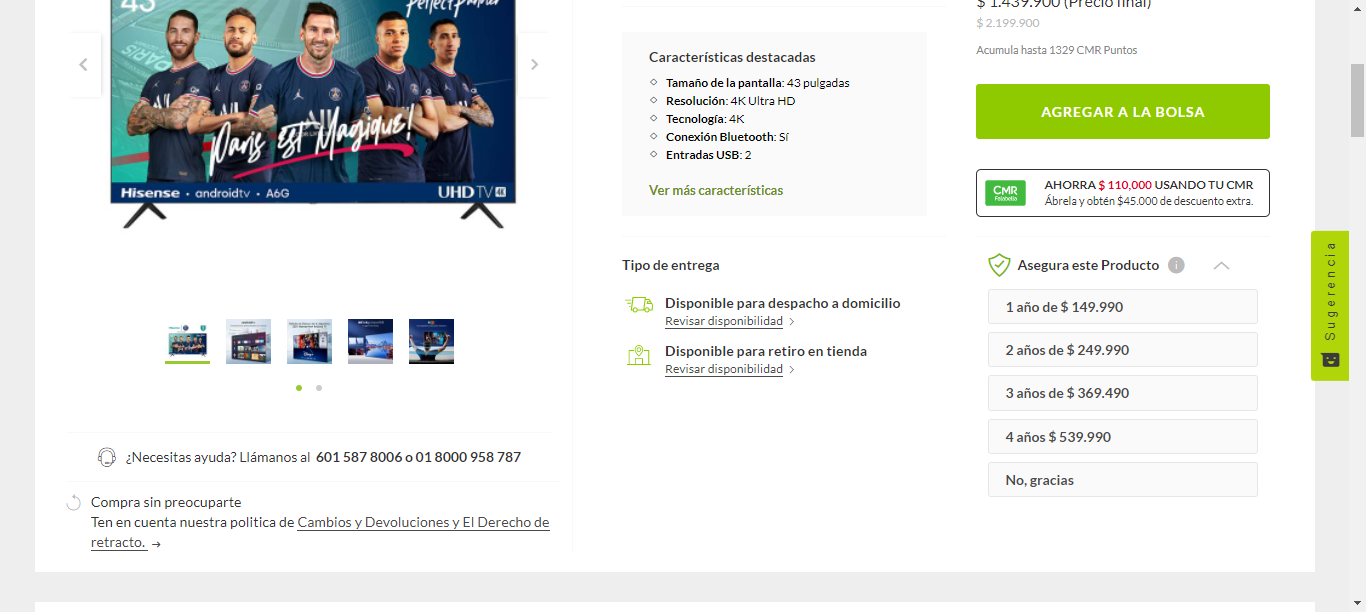 43
Perfect Partner
París Est Magique!
Hisense • androidtv • A6G
UHD TV 4K
¿Necesitas ayuda? Llámanos al 601 587 8006 o 01 8000 958 787
Compra sin preocuparte
Ten en cuenta nuestra politica de Cambios y Devoluciones y El Derecho de
retracto. →
Características destacadas
Tamaño de la pantalla: 43 pulgadas
Resolución: 4K Ultra HD
Tecnología: 4K
Conexión Bluetooth: Sí
Entradas USB: 2
Ver más características
Tipo de entrega
Disponible para despacho a domicilio
Revisar disponibilidad
Disponible para retiro en tienda
Revisar disponibilidad
$ 1.439.900 (Precio final)
$ 2.199.900
Acumula hasta 1329 CMR Puntos
AGREGAR A LA BOLSA
CMR
Falabella
AHORRA $ 110,000 USANDO TU CMR
Ábrela y obtén $45.000 de descuento extra.
Asegura este Producto i
1 año de $ 149.990
2 años de $ 249.990
3 años de $ 369.490
4 años $ 539.990
No, gracias
Sugerencia